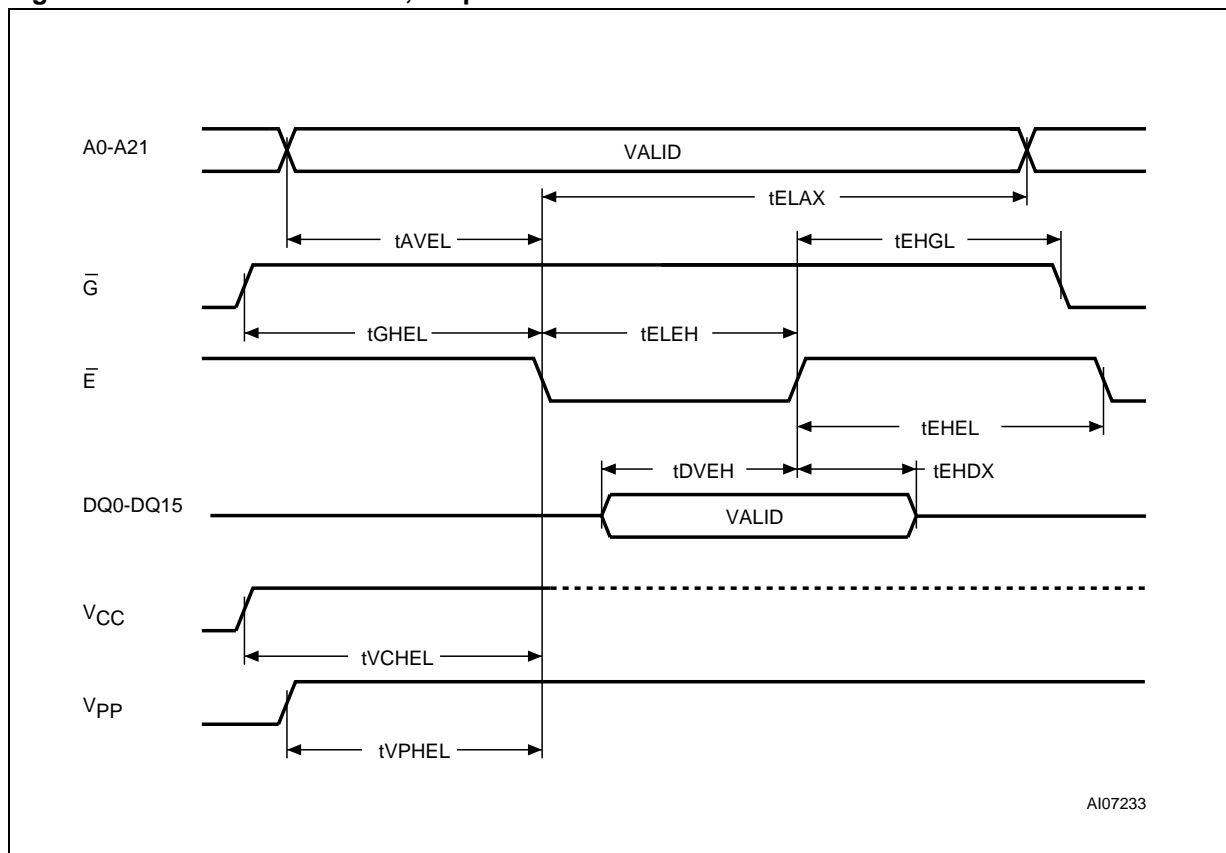 A0-A21
VALID
tELAX
tAVEL
tEHGL
G̅
tGHEL
tELEH
E̅
tEHEL
tDVEH
tEHDX
DQ0-DQ15
VALID
VCC
tVCHEL
VPP
tVPHEL
AI07233